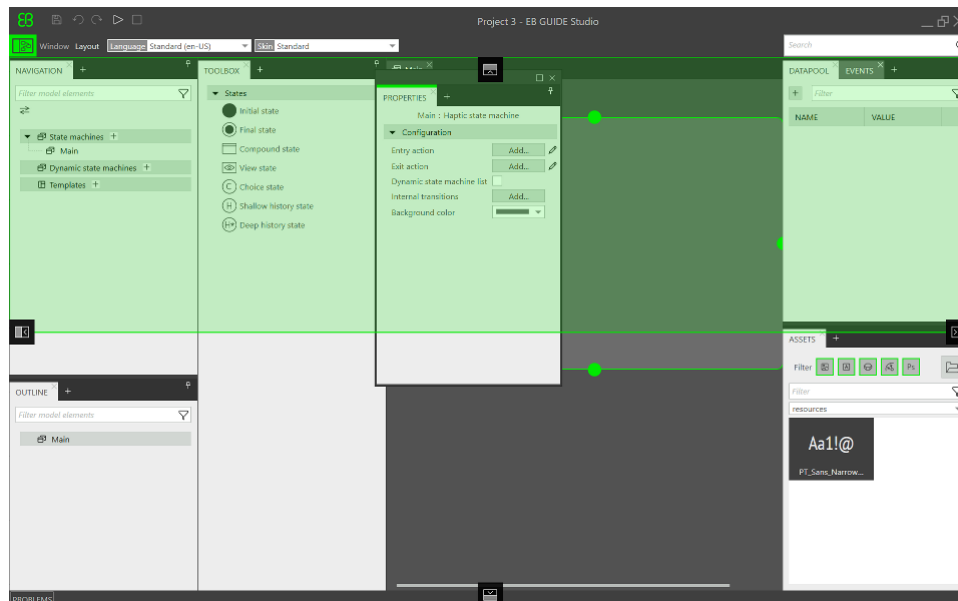 EB
Project 3 - EB GUIDE Studio
Window Layout Language Standard (en-US) Skin Standard
Search
NAVIGATION
Filter model elements
State machines
Main
Dynamic state machines
Templates
OUTLINE
Filter model elements
Main
TOOLBOX
States
Initial state
Final state
Compound state
View state
C Choice state
H Shallow history state
H* Deep history state
Main
PROPERTIES
Main : Haptic state machine
Configuration
Entry action Add...
Exit action Add...
Dynamic state machine list
Internal transitions Add...
Background color
DATAPOOL EVENTS
Filter
NAME VALUE
ASSETS
Filter Ps
Filter
resources
Aa1!@
PT_Sans_Narrow...
PROBLEMS